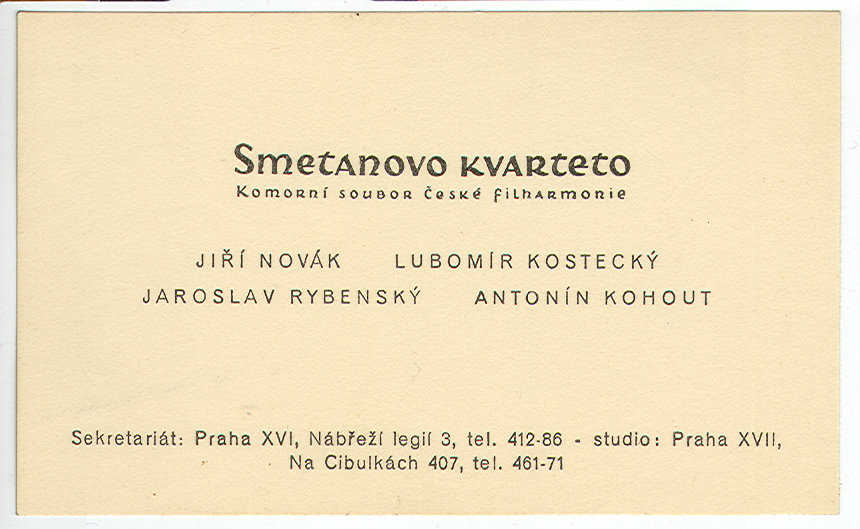 Smetanovo kvarteto
Komorní soubor České filharmonie
JIŘÍ NOVÁK LUBOMÍR KOSTECKÝ
JAROSLAV RYBENSKÝ ANTONÍN KOHOUT
Sekretariát: Praha XVI, Nábřeží legií 3, tel. 412-86 - studio: Praha XVII,
Na Cibulkách 407, tel. 461-71